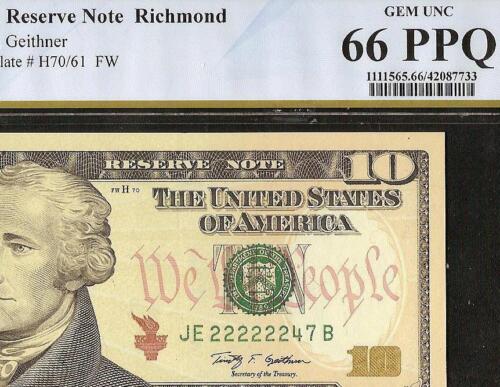 Reserve Note Richmond
Geithner
late # H70/61 FW
GEM UNC
66 PPQ
1111565.66/42087733
RESERVE NOTE
10
FW H 70
THE UNITED STATES
OF AMERICA
We the People
JE 22222247 B
Timothy F. Geithner
Secretary of the Treasury.
10